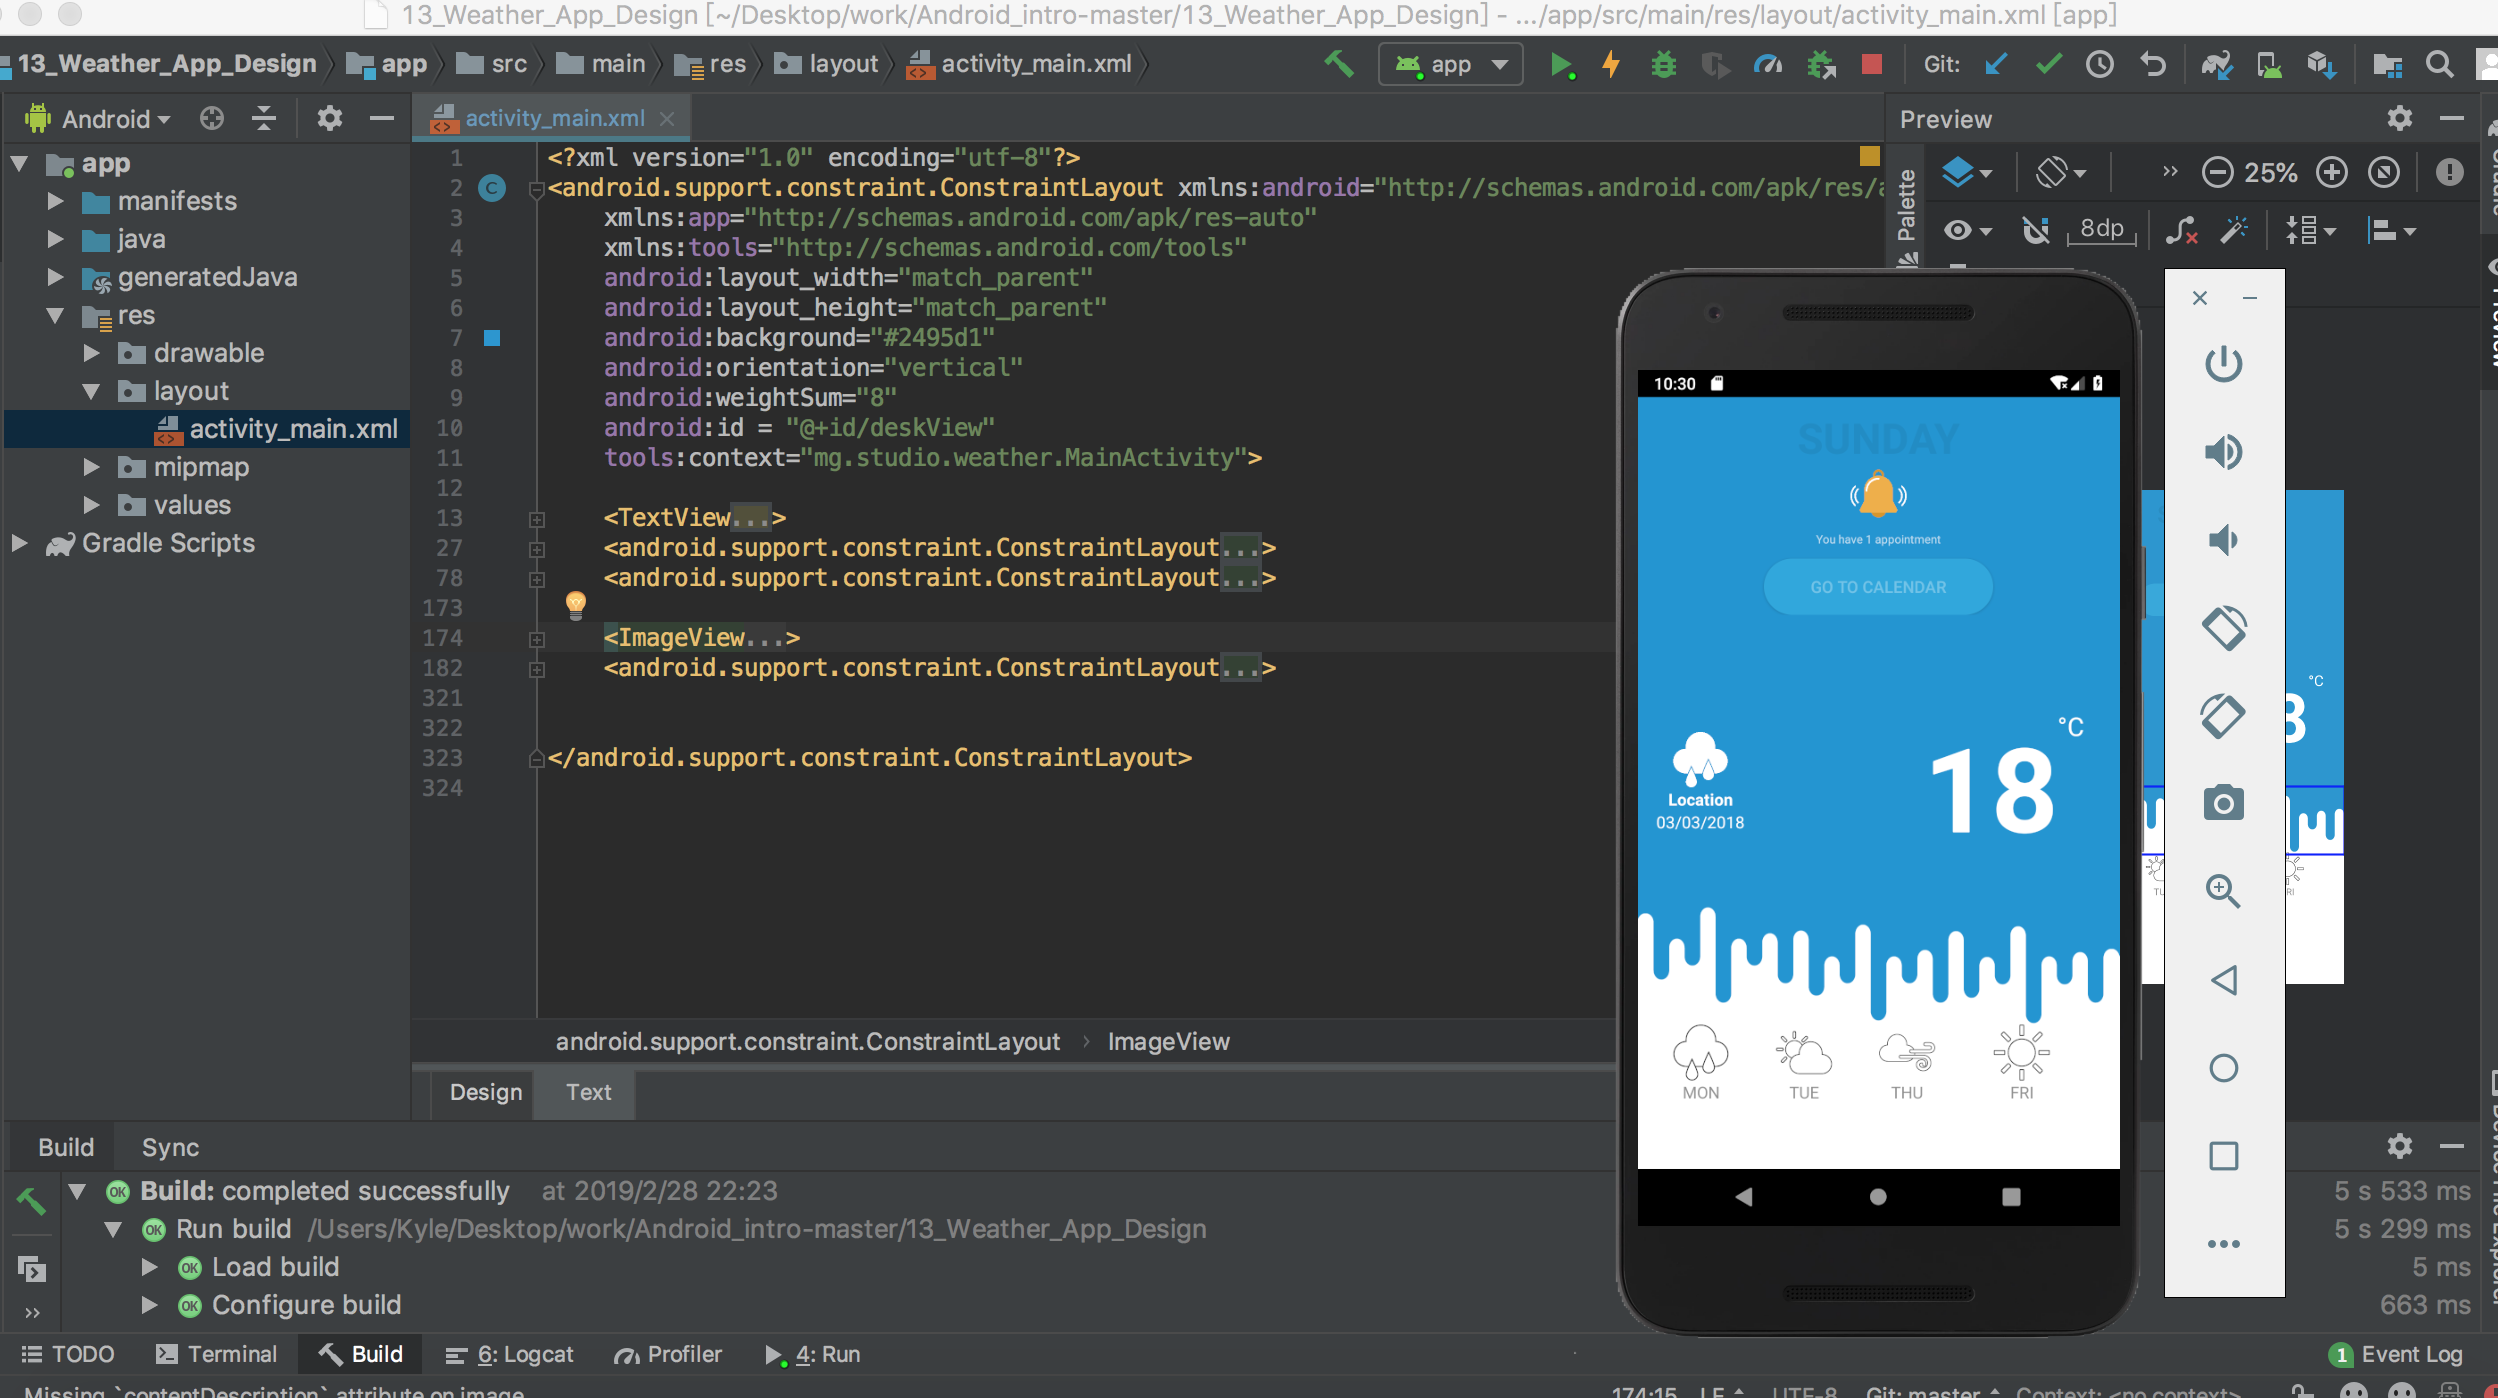 13_Weather_App_Design [~/Desktop/work/Android_intro-master/13_Weather_App_Design] - .../app/src/main/res/layout/activity_main.xml [app]
13_Weather_App_Design app src main res layout activity_main.xml
app Git:
Android
activity_main.xml
Preview
app
manifests
java
generatedJava
res
drawable
layout
activity_main.xml
mipmap
values
Gradle Scripts
1 <?xml version="1.0" encoding="utf-8"?>
2 <android.support.constraint.ConstraintLayout xmlns:android="http://schemas.android.com/apk/res/a
3 xmlns:app="http://schemas.android.com/apk/res-auto"
4 xmlns:tools="http://schemas.android.com/tools"
5 android:layout_width="match_parent"
6 android:layout_height="match_parent"
7 android:background="#2495d1"
8 android:orientation="vertical"
9 android:weightSum="8"
10 android:id = "@+id/deskView"
11 tools:context="mg.studio.weather.MainActivity">
12
13 <TextView...>
27 <android.support.constraint.ConstraintLayout...>
78 <android.support.constraint.ConstraintLayout...>
173
174 <ImageView...>
182 <android.support.constraint.ConstraintLayout...>
321
322
323 </android.support.constraint.ConstraintLayout>
324
android.support.constraint.ConstraintLayout › ImageView
Design Text
Palette
25%
8dp
10:30
SUNDAY
You have 1 appointment
GO TO CALENDAR
°C
18
Location
03/03/2018
MON TUE THU FRI
°C
Build Sync
Build: completed successfully at 2019/2/28 22:23 5 s 533 ms
Run build /Users/Kyle/Desktop/work/Android_intro-master/13_Weather_App_Design 5 s 299 ms
Load build 5 ms
Configure build 663 ms
TODO Terminal Build 6: Logcat Profiler 4: Run 1 Event Log
Missing `contentDescription` attribute on image 174:15 LF UTF-8 Git: master Context: <no context>